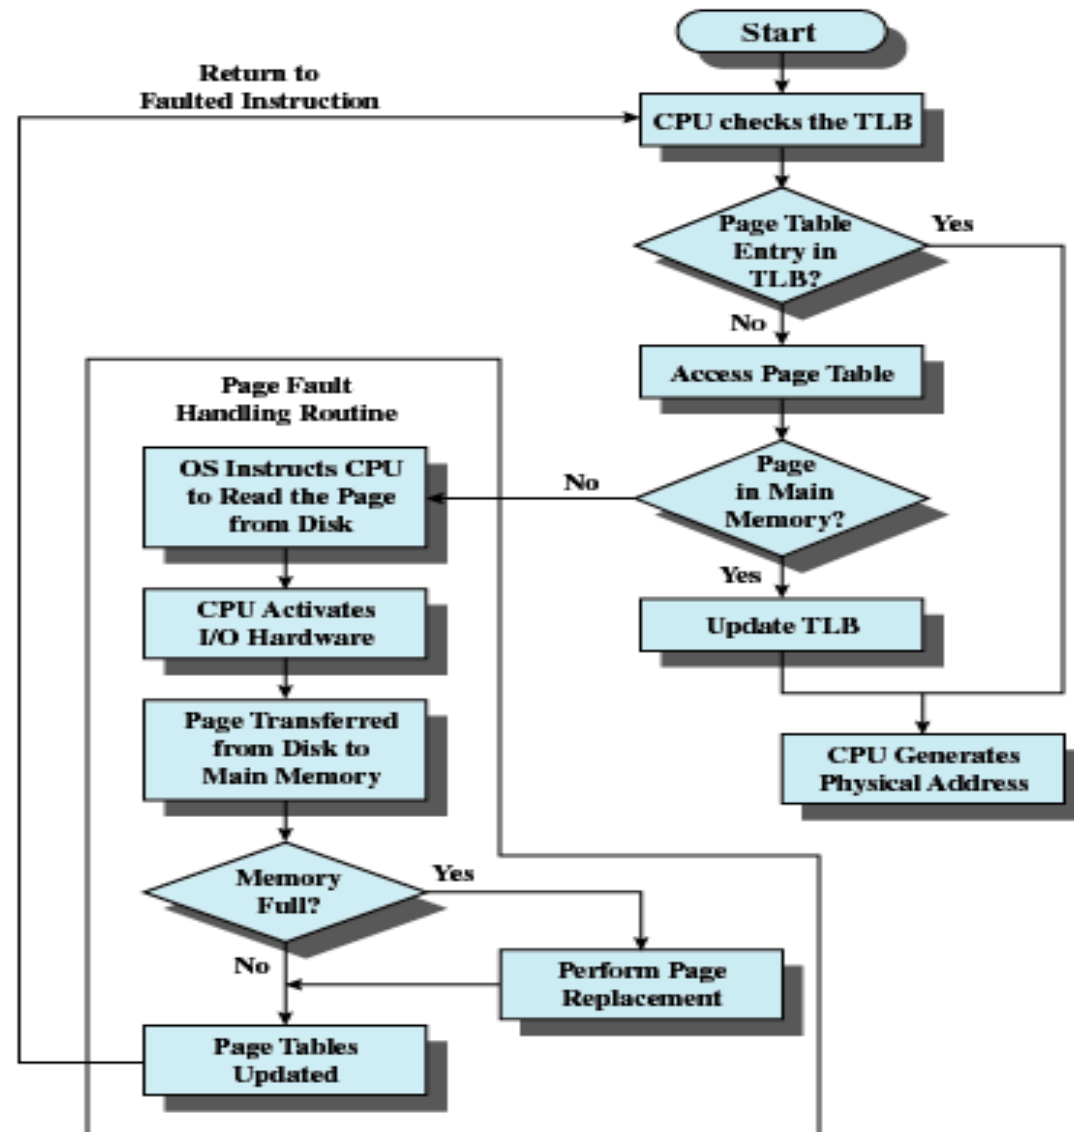 Start
Return to
Faulted Instruction
CPU checks the TLB
Page Table
Entry in
TLB?
Yes
No
Access Page Table
Page Fault
Handling Routine
OS Instructs CPU
to Read the Page
from Disk
No
Page
in Main
Memory?
Yes
CPU Activates
I/O Hardware
Update TLB
Page Transferred
from Disk to
Main Memory
CPU Generates
Physical Address
Memory
Full?
Yes
No
Perform Page
Replacement
Page Tables
Updated